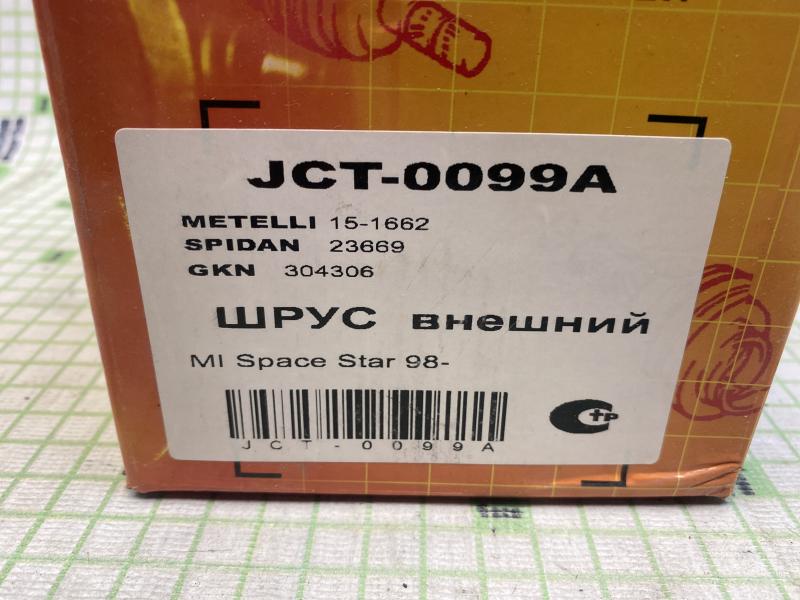 JCT-0099A
METELLI 15-1662
SPIDAN 23669
GKN 304306
ШРУС внешний
MI Space Star 98-
JCT-0099A